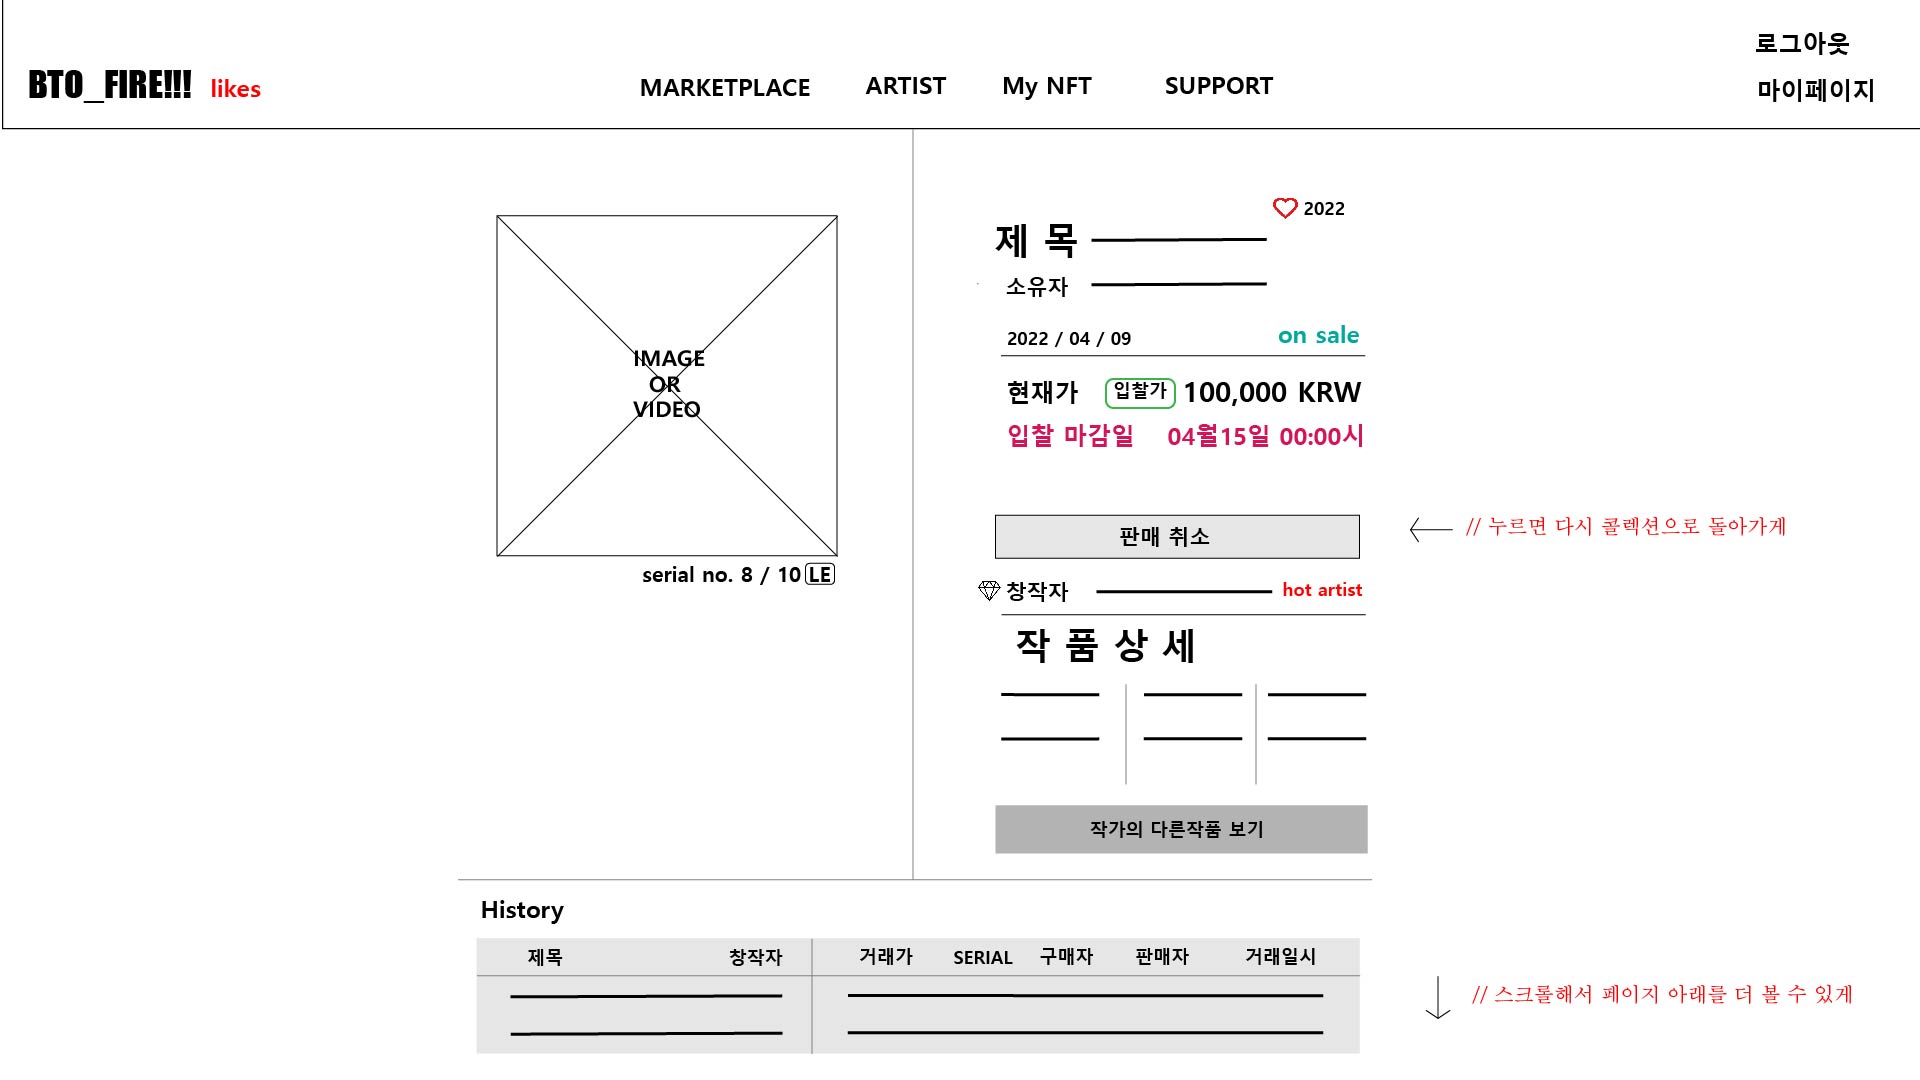 로그아웃
BTO_FIRE!!! likes MARKETPLACE ARTIST My NFT SUPPORT 마이페이지
IMAGE
OR
VIDEO
serial no. 8 / 10 LE
2022
제 목
소유자
2022 / 04 / 09 on sale
현재가 입찰가 100,000 KRW
입찰 마감일 04월15일 00:00시
판매 취소
// 누르면 다시 콜렉션으로 돌아가게
창작자 hot artist
작 품 상 세
작가의 다른작품 보기
History
제목 창작자 거래가 SERIAL 구매자 판매자 거래일시
// 스크롤해서 페이지 아래를 더 볼 수 있게